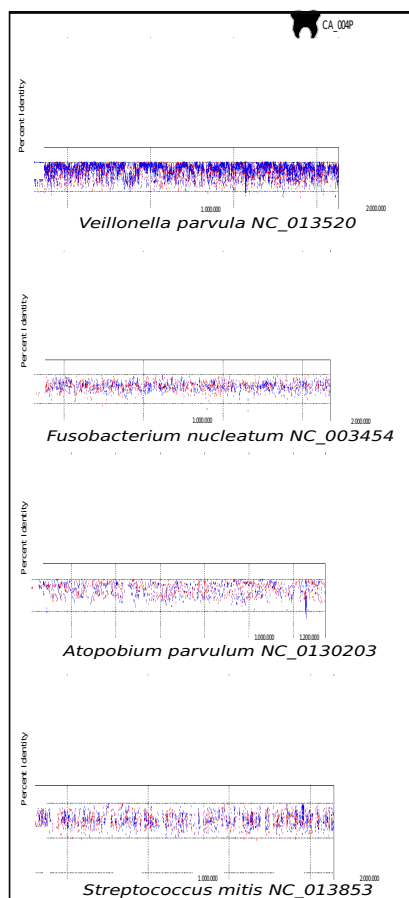 CA_004P
Percent Identity
1.000.000 2.000.000
Veillonella parvula NC_013520
Percent Identity
1.000.000 2.000.000
Fusobacterium nucleatum NC_003454
Percent Identity
1.000.000 1.200.000
Atopobium parvulum NC_0130203
Percent Identity
1.000.000 2.000.000
Streptococcus mitis NC_013853